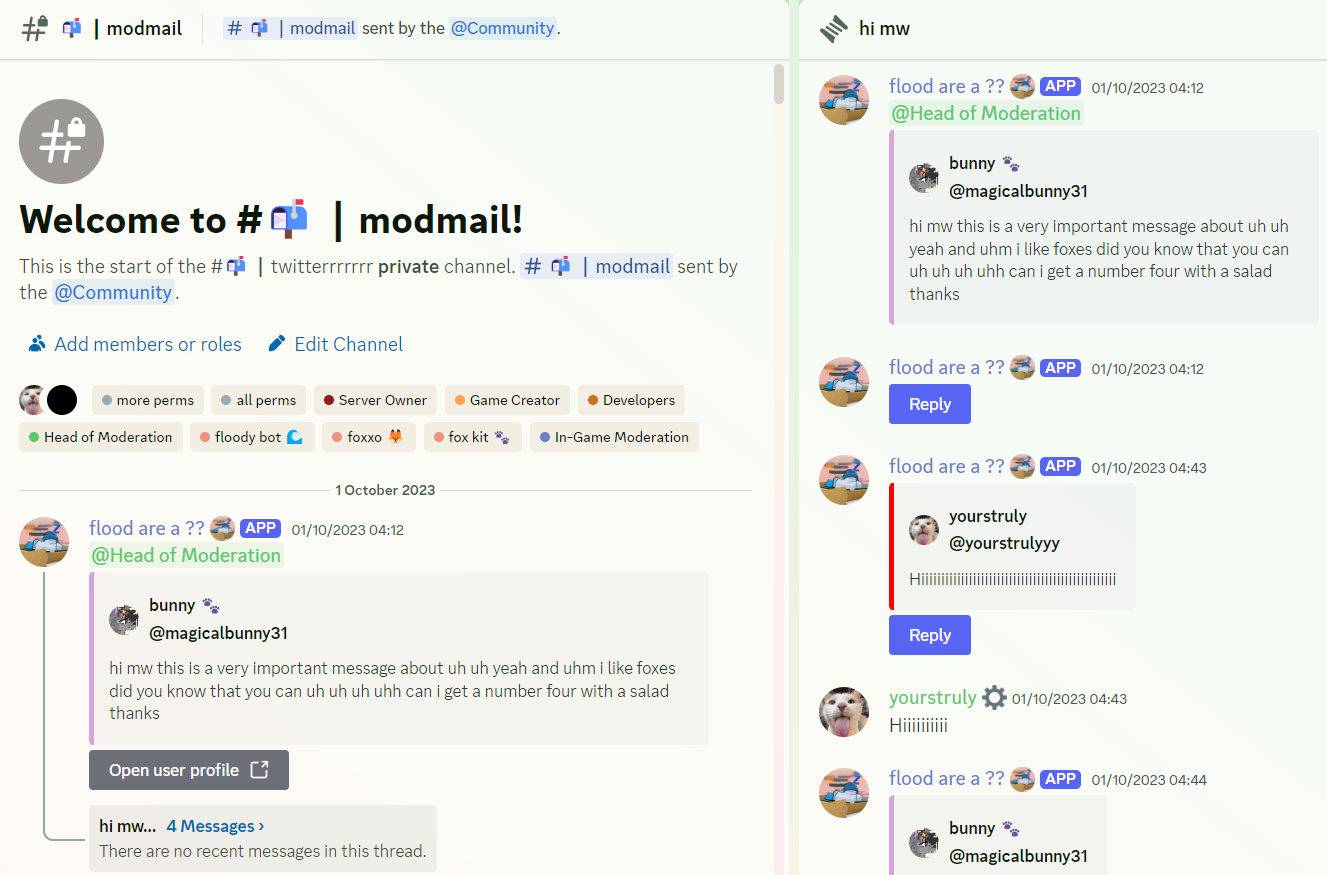 | modmail
# | modmail sent by the @Community.
Welcome to # | modmail!
This is the start of the # | twitterrrrrr private channel. # | modmail sent by
the @Community.
Add members or roles
Edit Channel
more perms
all perms
Server Owner
Game Creator
Developers
Head of Moderation
floody bot
foxxo
fox kit
In-Game Moderation
1 October 2023
flood are a ?? APP 01/10/2023 04:12
@Head of Moderation
bunny
@magicalbunny31
hi mw this is a very important message about uh uh yeah and uhm i like foxes
did you know that you can uh uh uh uhh can i get a number four with a salad
thanks
Open user profile
hi mw... 4 Messages ›
There are no recent messages in this thread.
hi mw
flood are a ?? APP 01/10/2023 04:12
@Head of Moderation
bunny
@magicalbunny31
hi mw this is a very important message about uh uh
yeah and uhm i like foxes did you know that you can
uh uh uh uhh can i get a number four with a salad
thanks
flood are a ?? APP 01/10/2023 04:12
Reply
flood are a ?? APP 01/10/2023 04:43
yourstruly
@yourstrulyyy
Reply
yourstruly 01/10/2023 04:43
Hiiiiiiiiii
flood are a ?? APP 01/10/2023 04:44
bunny
@magicalbunny31